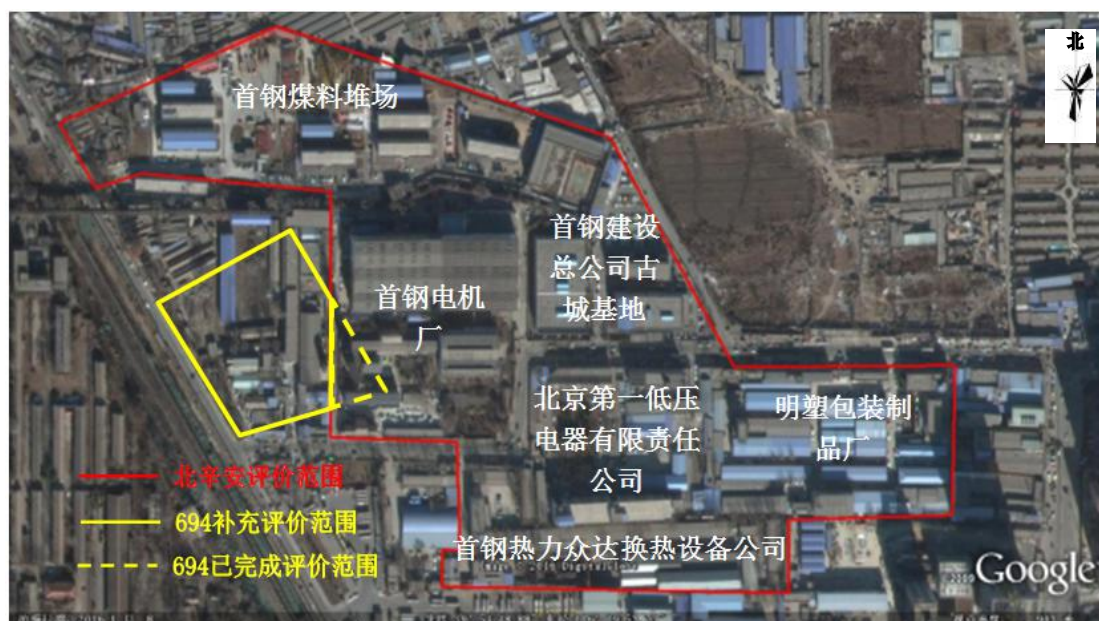 北
首钢煤料堆场
首钢建设
总公司古
城基地
首钢电机
厂
北京第一低压
电器有限责任
公司
明塑包装制
品厂
北辛安评价范围
694补充评价范围
694已完成评价范围
首钢热力众达换热设备公司
Google